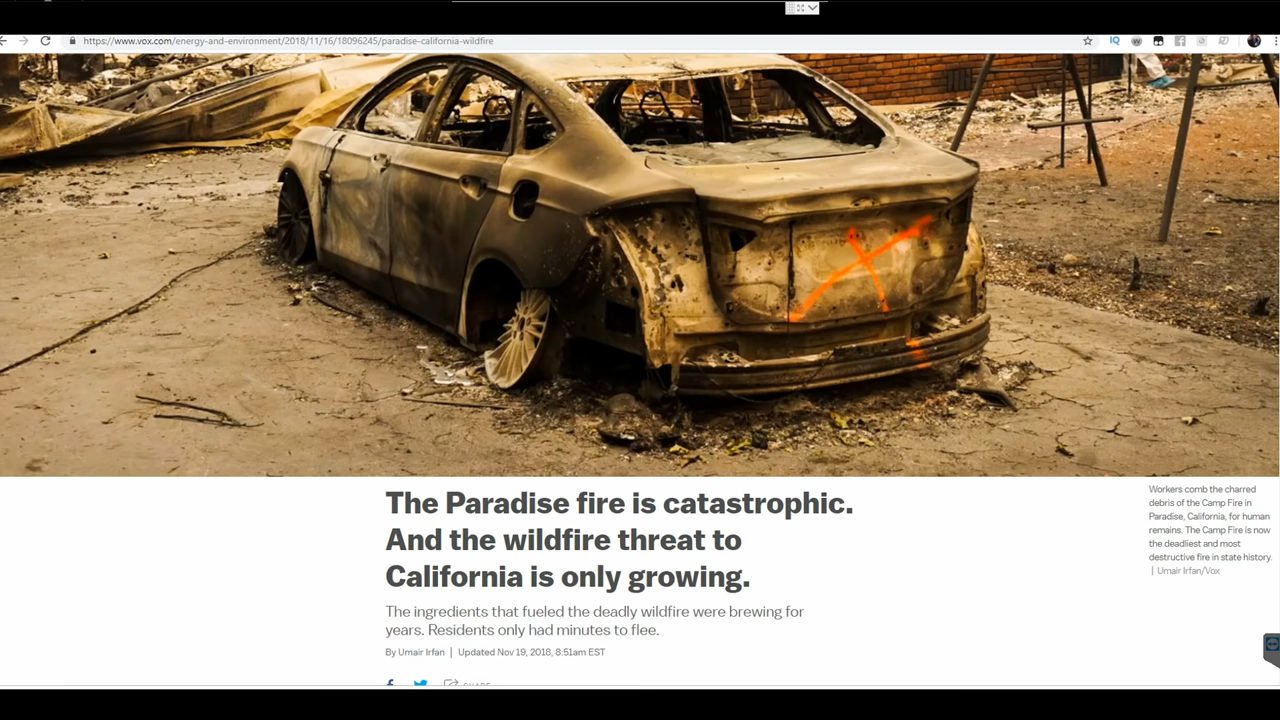 https://www.vox.com/energy-and-environment/2018/11/16/18096245/paradise-california-wildfire
IQ
The Paradise fire is catastrophic.
And the wildfire threat to
California is only growing.
The ingredients that fueled the deadly wildfire were brewing for
years. Residents only had minutes to flee.
By Umair Irfan | Updated Nov 19, 2018, 8:51am EST
SHARE
Workers comb the charred
debris of the Camp Fire in
Paradise, California, for human
remains. The Camp Fire is now
the deadliest and most
destructive fire in state history.
| Umair Irfan/Vox